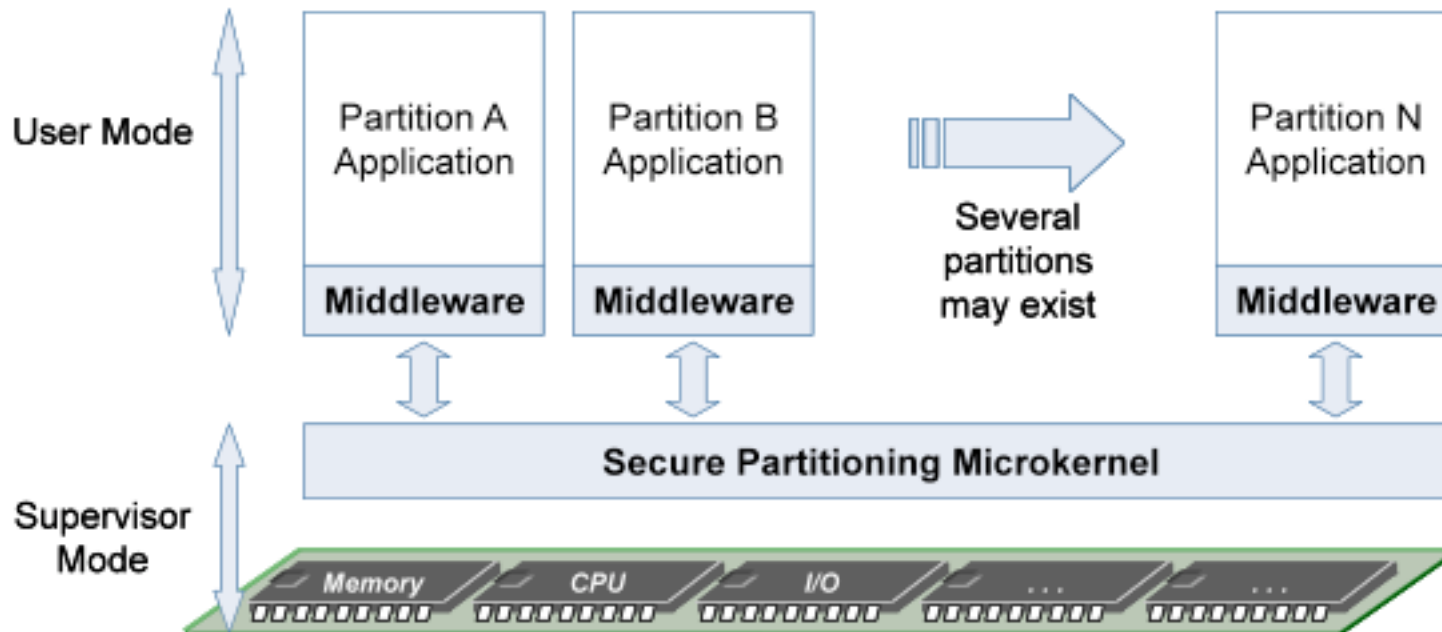 User Mode
Partition A
Application
Middleware
Partition B
Application
Middleware
Several
partitions
may exist
Partition N
Application
Middleware
Secure Partitioning Microkernel
Supervisor
Mode
Memory
CPU
I/O
...
...